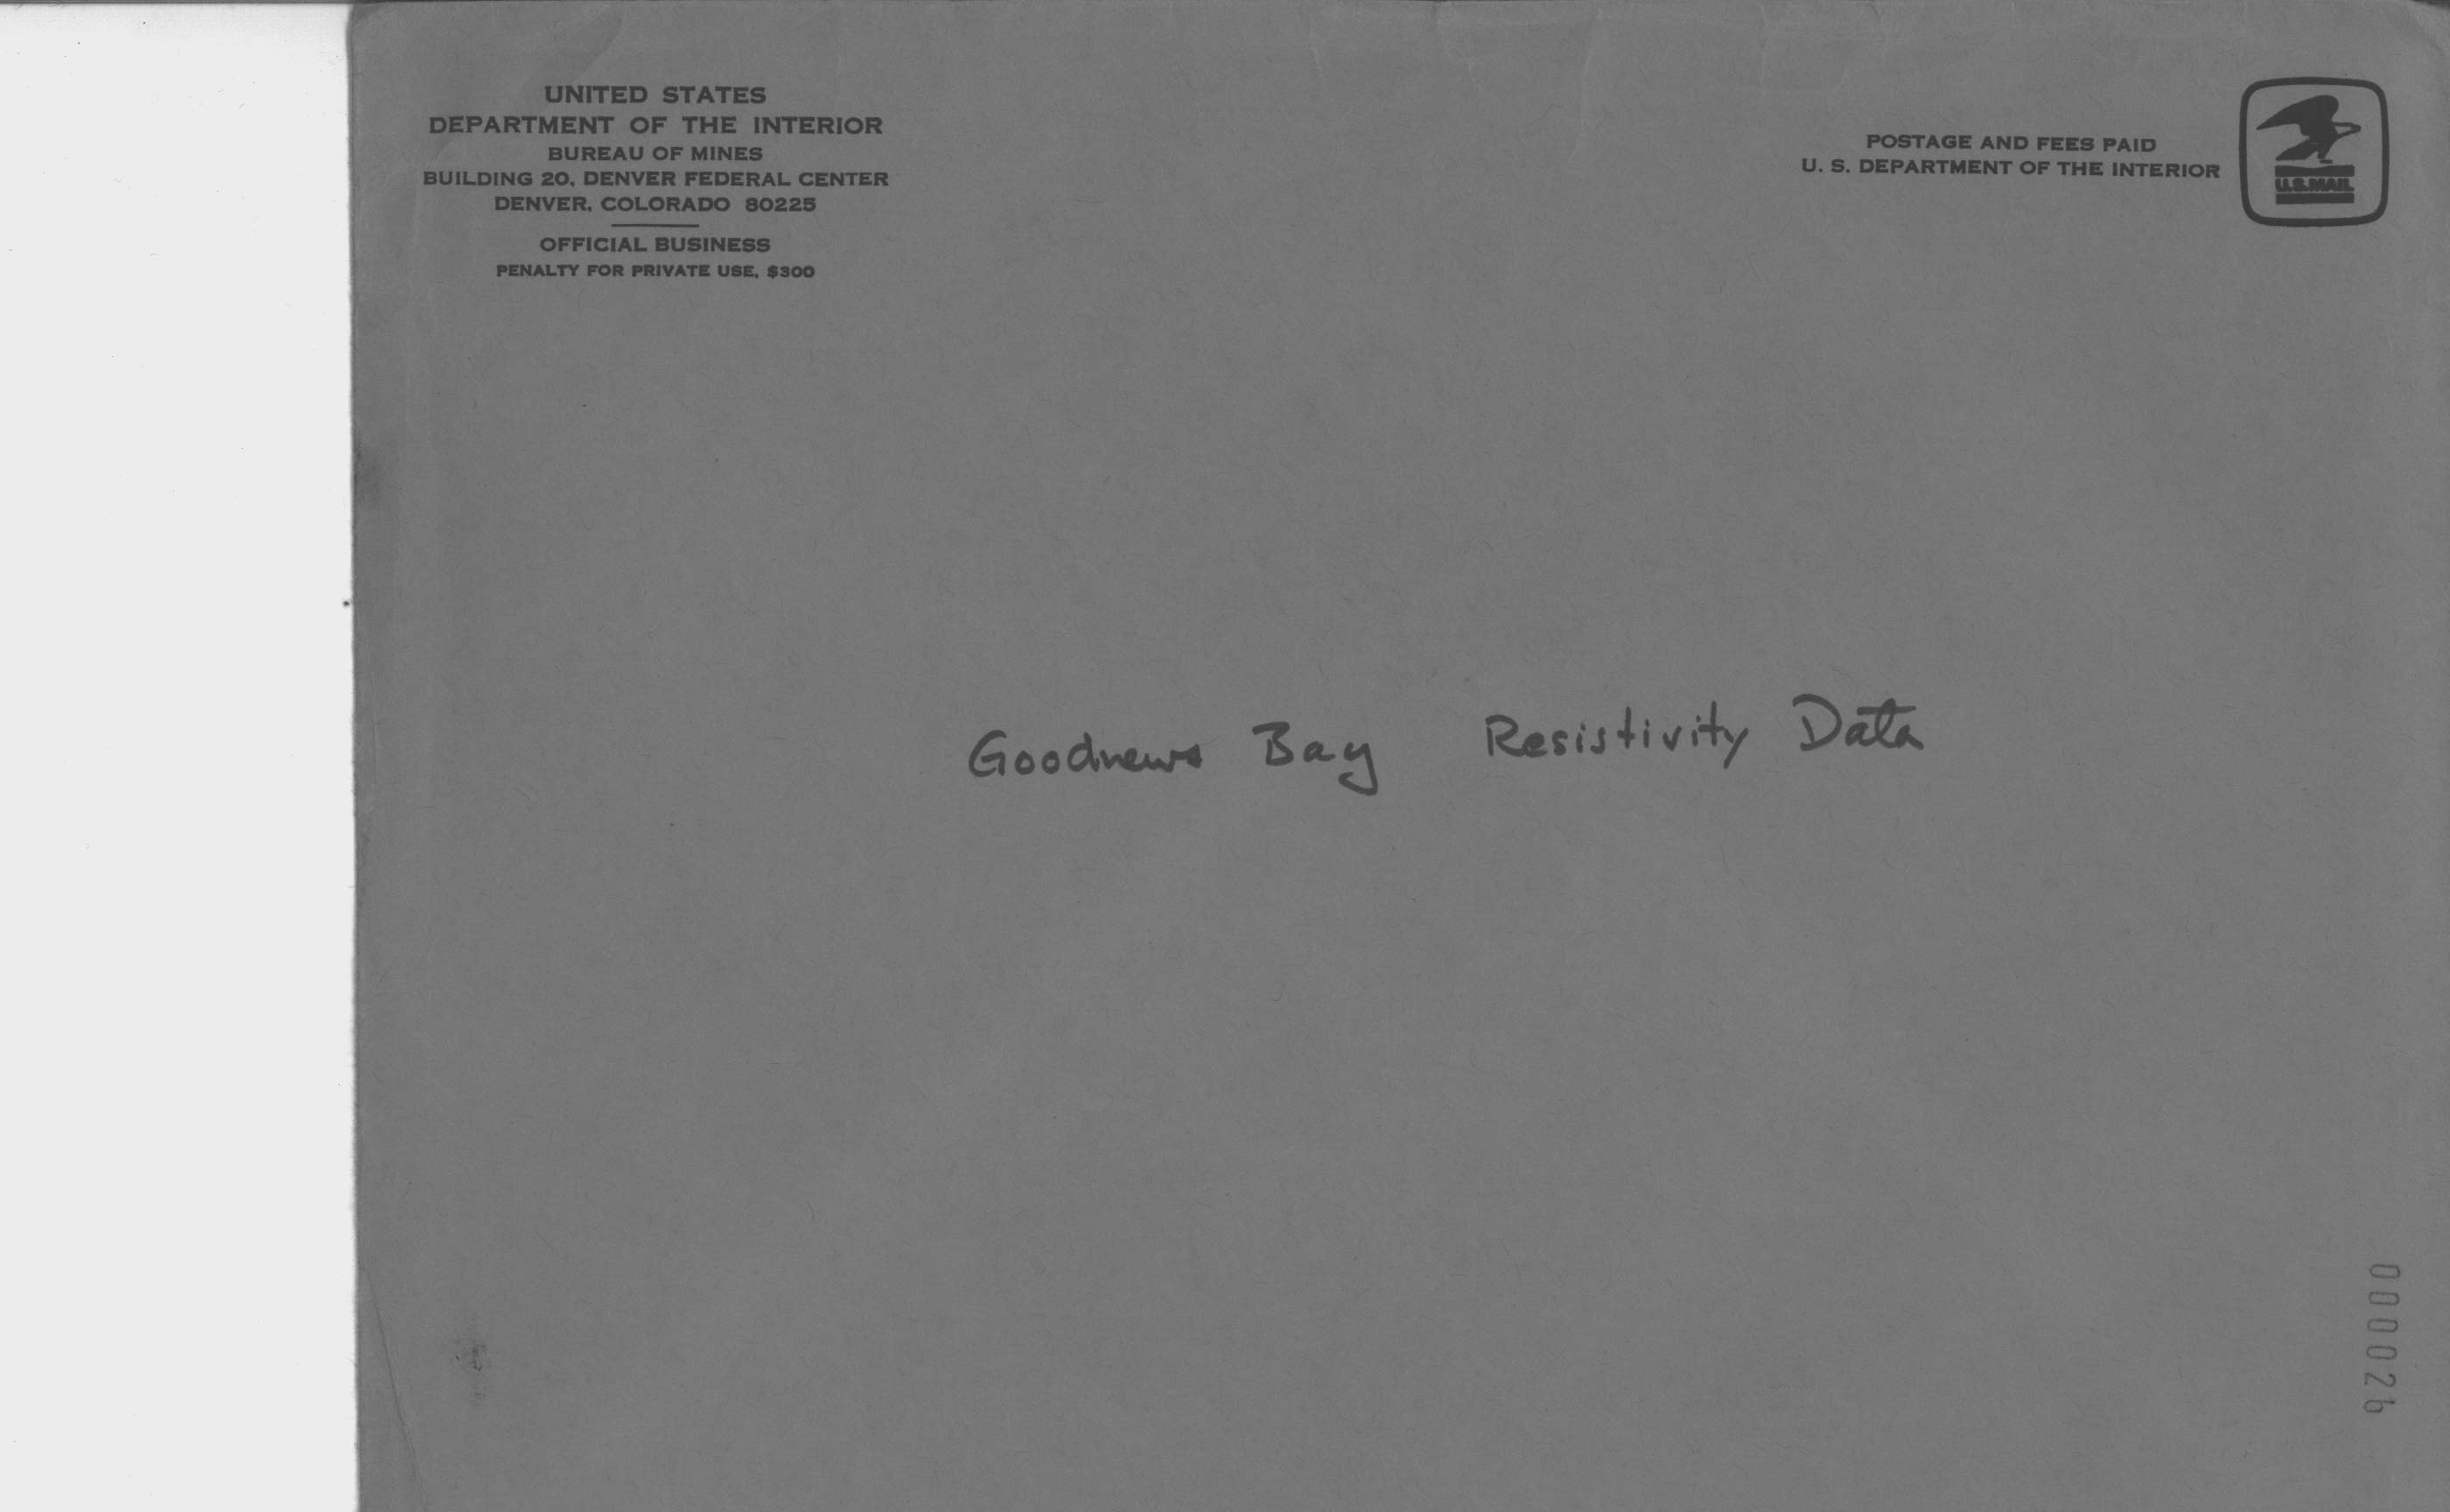 UNITED STATES
DEPARTMENT OF THE INTERIOR
BUREAU OF MINES
BUILDING 20, DENVER FEDERAL CENTER
DENVER, COLORADO 80225
OFFICIAL BUSINESS
PENALTY FOR PRIVATE USE, $300
POSTAGE AND FEES PAID
U. S. DEPARTMENT OF THE INTERIOR
U.S.MAIL
Goodnews Bay Resistivity Data
000026